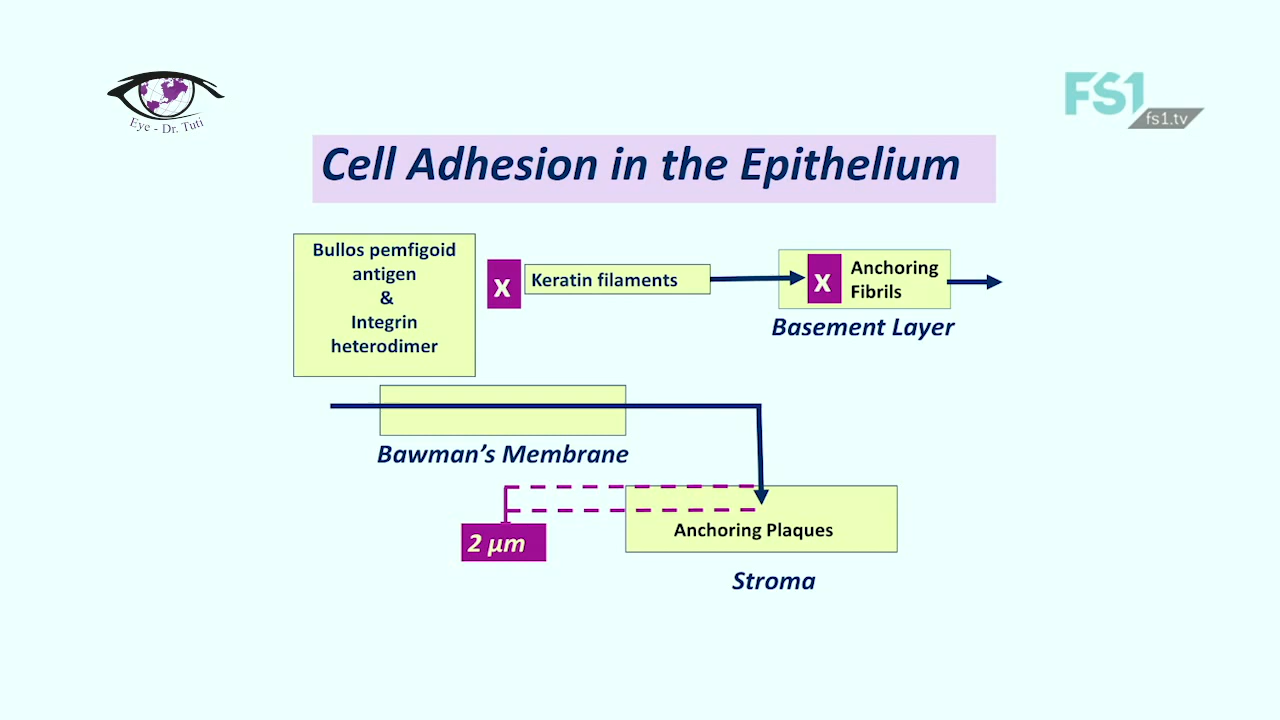 Eye - Dr. Tuti
FS1
fs1.tv
Cell Adhesion in the Epithelium
Bullos pemfigoid
antigen
&
Integrin
heterodimer
X
Keratin filaments
X
Anchoring
Fibrils
Basement Layer
Bawman’s Membrane
2 µm
Anchoring Plaques
Stroma